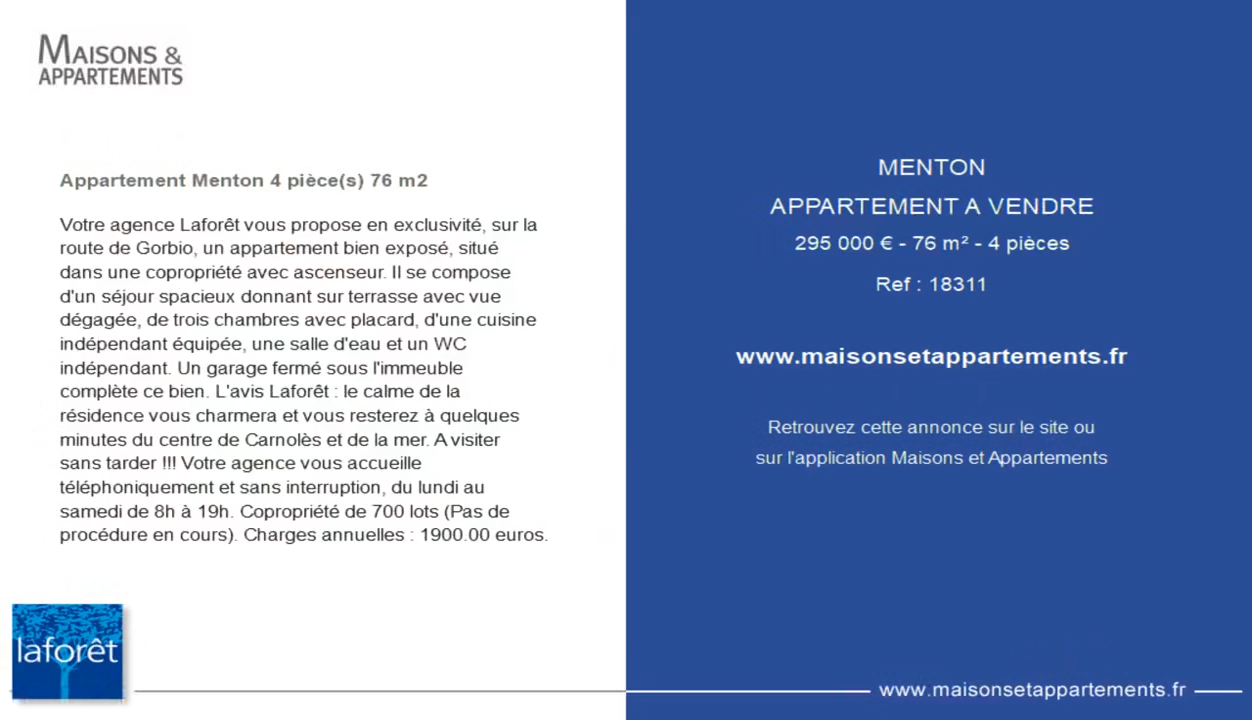 MAISONS &
APPARTEMENTS
Appartement Menton 4 pièce(s) 76 m2
Votre agence Laforêt vous propose en exclusivité, sur la
route de Gorbio, un appartement bien exposé, situé
dans une copropriété avec ascenseur. Il se compose
d'un séjour spacieux donnant sur terrasse avec vue
dégagée, de trois chambres avec placard, d'une cuisine
indépendant équipée, une salle d'eau et un WC
indépendant. Un garage fermé sous l'immeuble
complète ce bien. L'avis Laforêt : le calme de la
résidence vous charmera et vous resterez à quelques
minutes du centre de Carnolès et de la mer. A visiter
sans tarder !!! Votre agence vous accueille
téléphoniquement et sans interruption, du lundi au
samedi de 8h à 19h. Copropriété de 700 lots (Pas de
procédure en cours). Charges annuelles : 1900.00 euros.
laforêt
MENTON
APPARTEMENT A VENDRE
295 000 € - 76 m² - 4 pièces
Ref : 18311
www.maisonsetappartements.fr
Retrouvez cette annonce sur le site ou
sur l'application Maisons et Appartements
www.maisonsetappartements.fr